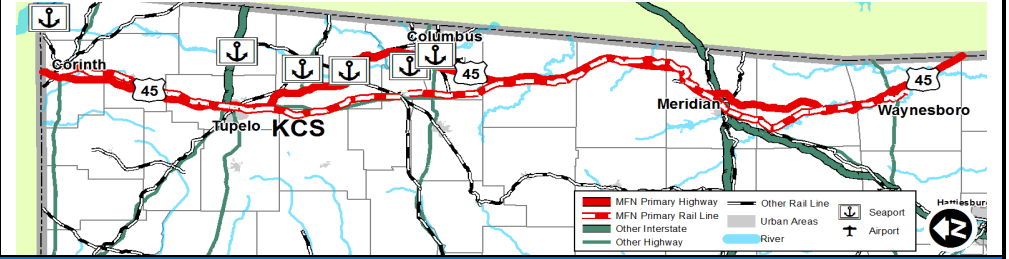 Columbus
Corinth
45
45
45
Meridian
Waynesboro
Tupelo
KCS
MFN Primary Highway
MFN Primary Rail Line
Other Interstate
Other Highway
Other Rail Line
Urban Areas
River
Seaport
Airport
Hattiesbur
N